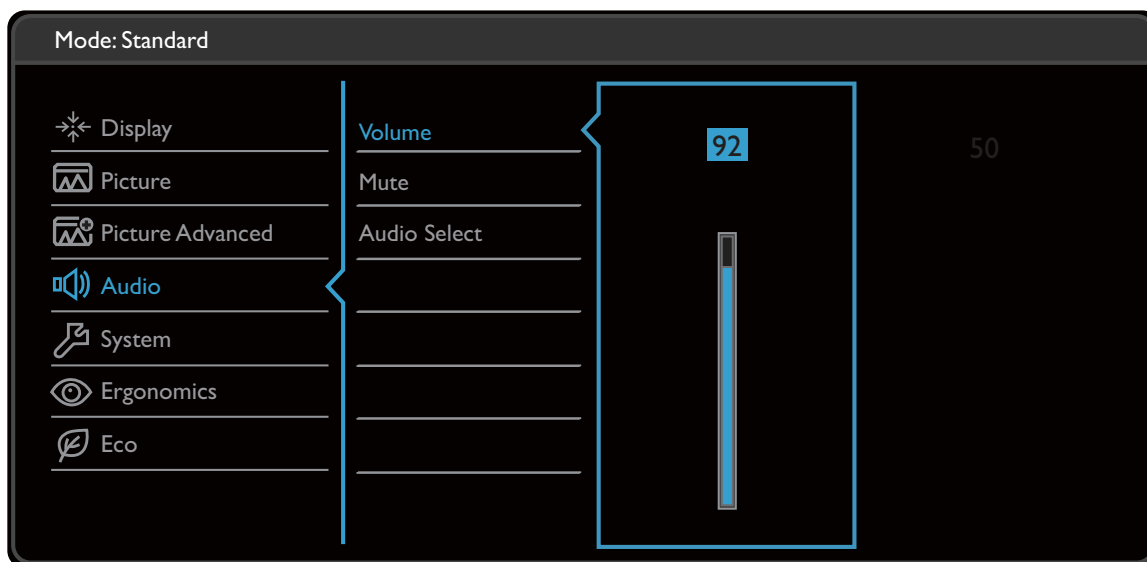 Mode: Standard
Display
Picture
Picture Advanced
Audio
System
Ergonomics
Eco
Volume
Mute
Audio Select
92
50